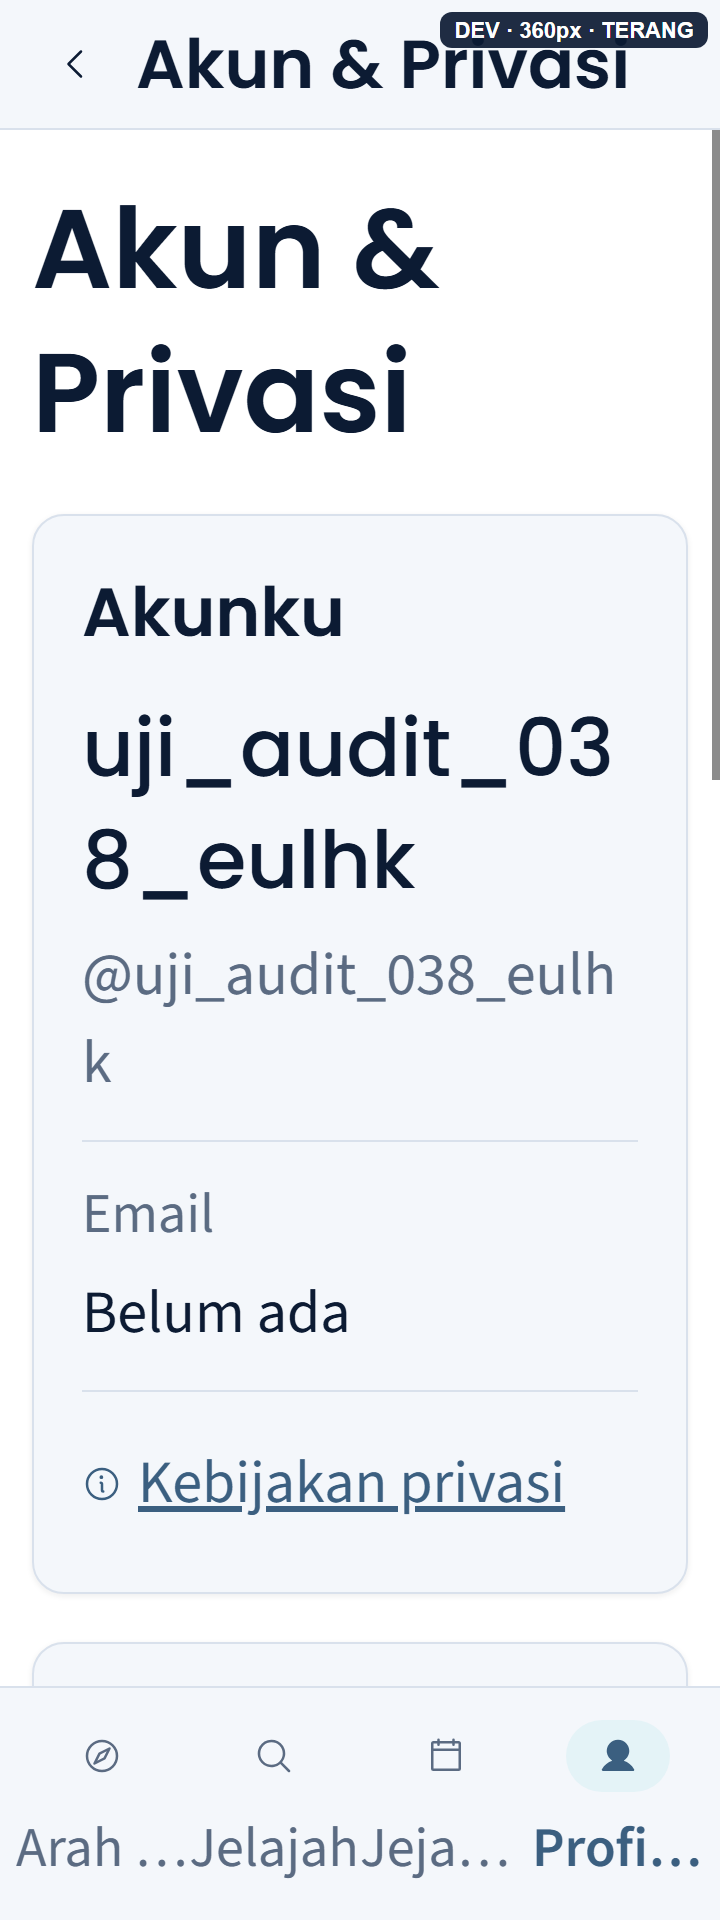 DEV · 360px · TERANG
Akun & Privasi
Akun &
Privasi
Akunku
uji_audit_03
8_eulhk
@uji_audit_038_eulh
k
Email
Belum ada
Kebijakan privasi
Arah … Jelajah Jeja… Profi…